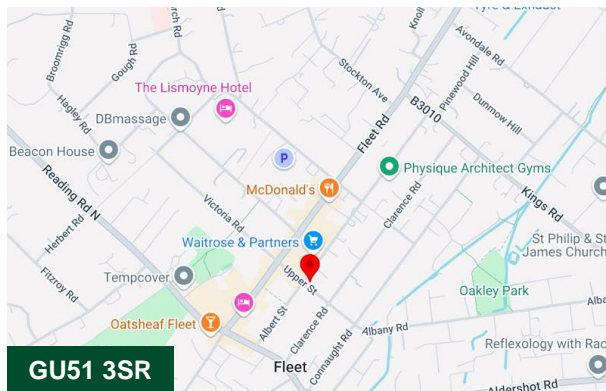 Tyre & Exhaust
Knoll
Broomrigg Rd
Church Rd
Gough Rd
Avondale Rd
The Lismoyne Hotel
Stockton Ave
Pinewood Hill
B3010
Dunmow Hill
Hagley Rd
DBmassage
Fleet Rd
Beacon House
P
Physique Architect Gyms
Reading Rd N
McDonald's
Clarence Rd
Kings Rd
Herbert Rd
Victoria Rd
Waitrose & Partners
St Philip & St
James Church
Fitzroy Rd
Tempcover
Upper St
Oakley Park
Oatsheaf Fleet
Albert St
Clarence Rd
Albany Rd
Connaught Rd
Fleet
Reflexology with Rac
Aldershot Rd
GU51 3SR